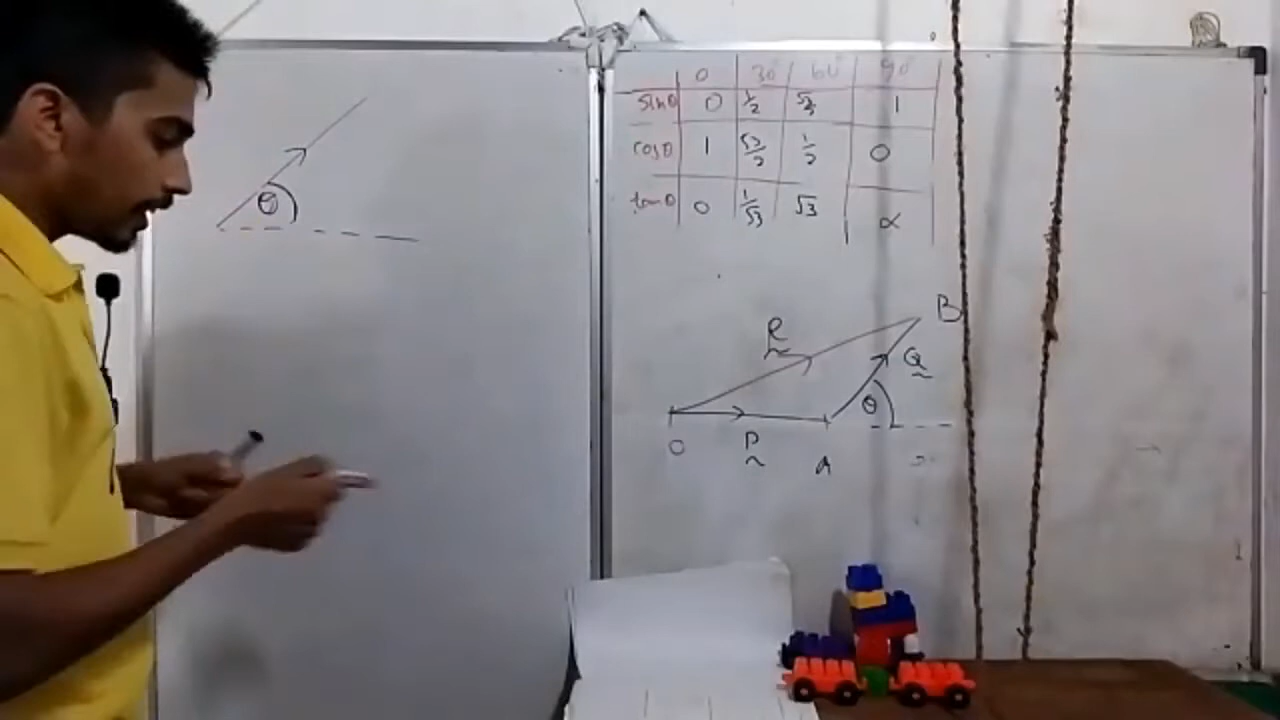 θ
0 30° 60° 90°
sinθ 0 1/2 √3/2 1
cosθ 1 √3/2 1/2 0
tanθ 0 1/√3 √3 α
B
R
Q
θ
O P A